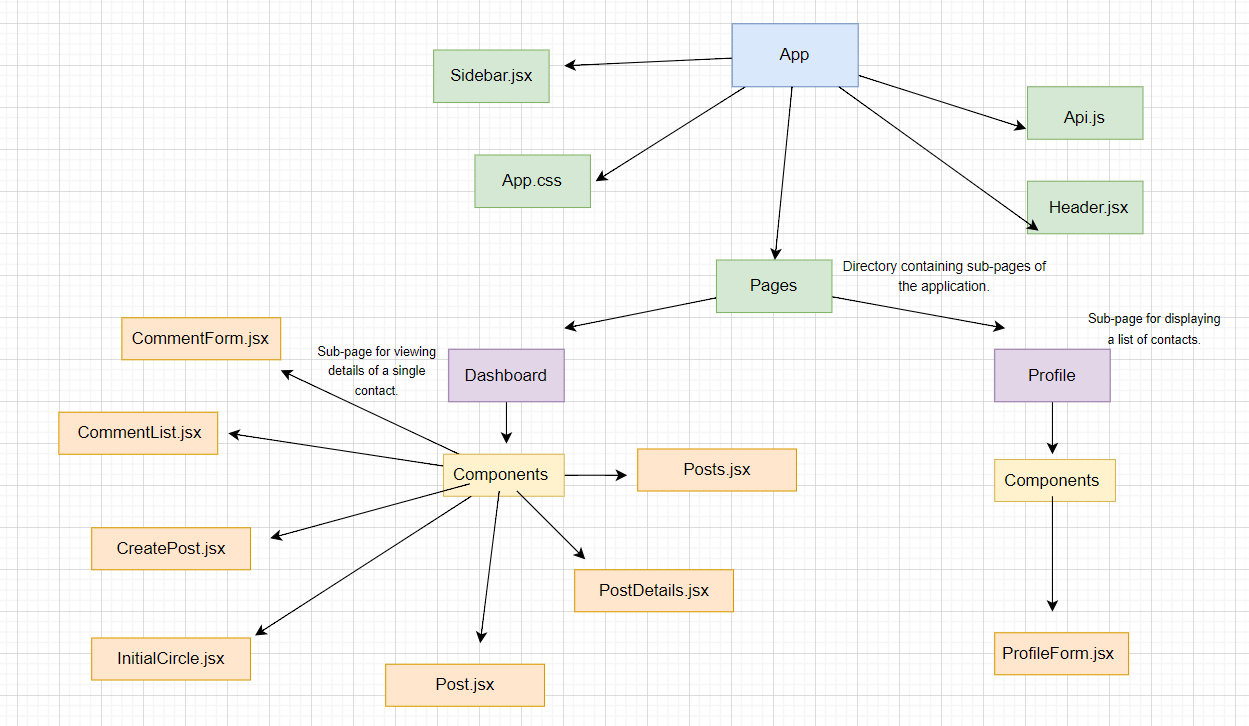 App
Sidebar.jsx
Api.js
App.css
Header.jsx
Pages
Directory containing sub-pages of
the application.
Sub-page for displaying
a list of contacts.
CommentForm.jsx
Sub-page for viewing
details of a single
contact.
Dashboard
Profile
CommentList.jsx
Components
Posts.jsx
Components
CreatePost.jsx
PostDetails.jsx
InitialCircle.jsx
Post.jsx
ProfileForm.jsx